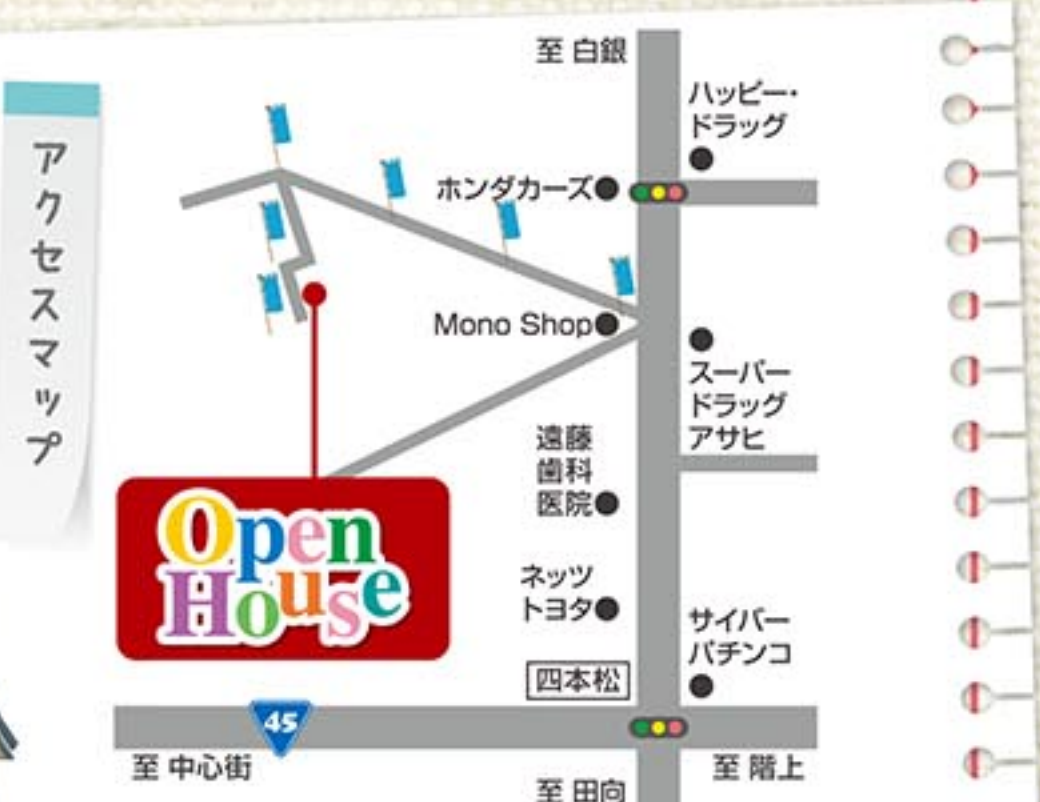 アクセスマップ
至 白銀
ハッピー・
ドラッグ
ホンダカーズ
Mono Shop
スーパー
ドラッグ
アサヒ
遠藤
歯科
医院
Open
House
ネッツ
トヨタ
サイバー
パチンコ
四本松
45
至 中心街
至 階上
至 田向